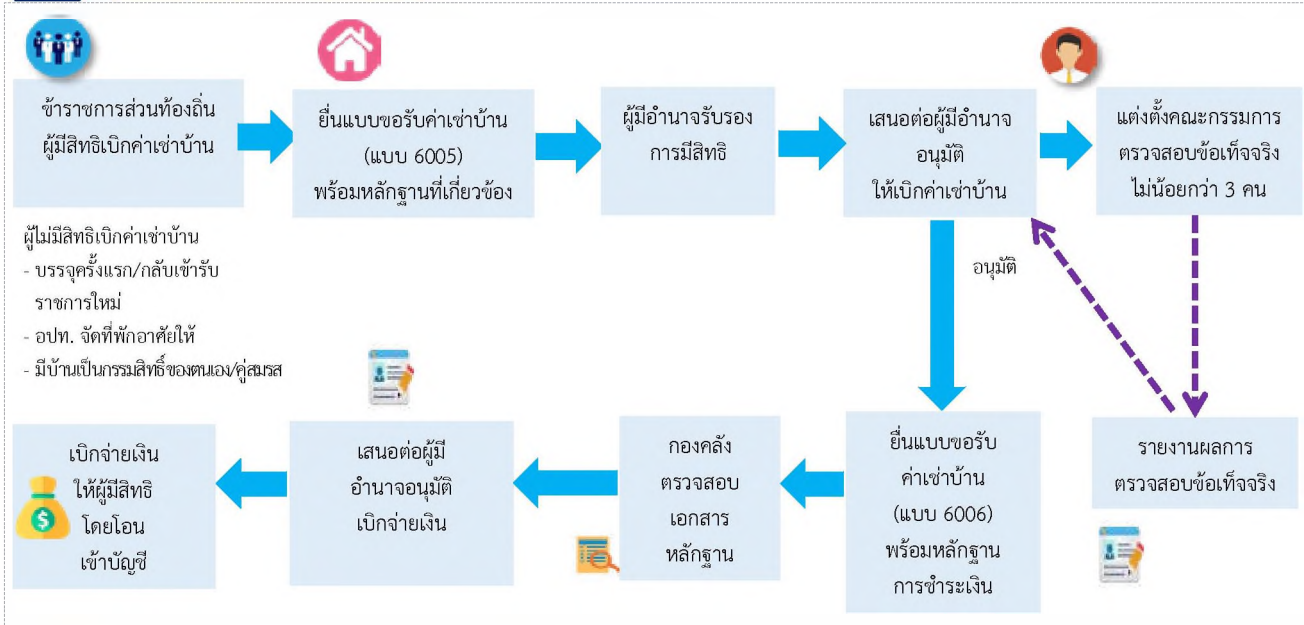 ข้าราชการส่วนท้องถิ่น
ผู้มีสิทธิเบิกค่าเช่าบ้าน
ยื่นแบบขอรับค่าเช่าบ้าน
(แบบ 6005)
พร้อมหลักฐานที่เกี่ยวข้อง
ผู้มีอำนาจรับรอง
การมีสิทธิ
เสนอต่อผู้มีอำนาจ
อนุมัติ
ให้เบิกค่าเช่าบ้าน
แต่งตั้งคณะกรรมการ
ตรวจสอบข้อเท็จจริง
ไม่น้อยกว่า 3 คน
ผู้ไม่มีสิทธิเบิกค่าเช่าบ้าน
- บรรจุครั้งแรก/กลับเข้ารับ
ราชการใหม่
- อปท. จัดที่พักอาศัยให้
- มีบ้านเป็นกรรมสิทธิ์ของตนเอง/คู่สมรส
อนุมัติ
รายงานผลการ
ตรวจสอบข้อเท็จจริง
ยื่นแบบขอรับ
ค่าเช่าบ้าน
(แบบ 6006)
พร้อมหลักฐาน
การชำระเงิน
กองคลัง
ตรวจสอบ
เอกสาร
หลักฐาน
เสนอต่อผู้มี
อำนาจอนุมัติ
เบิกจ่ายเงิน
เบิกจ่ายเงิน
ให้ผู้มีสิทธิ
โดยโอน
เข้าบัญชี